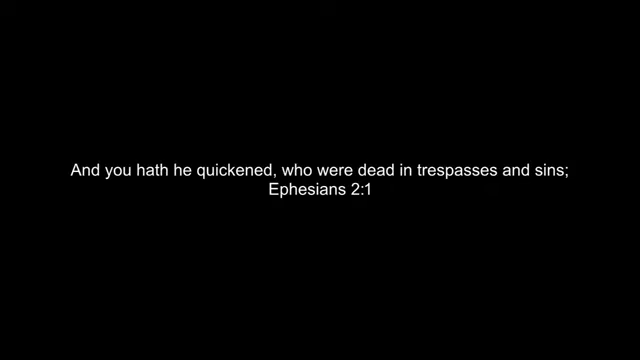 And you hath he quickened, who were dead in trespasses and sins;
Ephesians 2:1